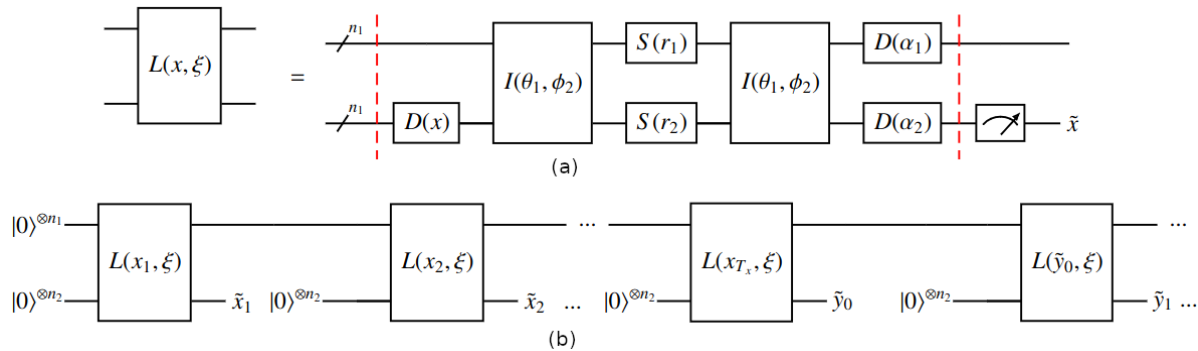 n₁ S(r₁) D(α₁)
L(x, ξ) = I(θ₁, ϕ₂) I(θ₁, ϕ₂)
n₁ D(x) S(r₂) D(α₂) x̃
(a)
|0⟩^⊗n₁ ... ...
L(x₁, ξ) L(x₂, ξ) L(x_Tₓ, ξ) L(ỹ₀, ξ)
|0⟩^⊗n₂ x̃₁ |0⟩^⊗n₂ x̃₂ ... |0⟩^⊗n₂ ỹ₀ |0⟩^⊗n₂ ỹ₁ ...
(b)